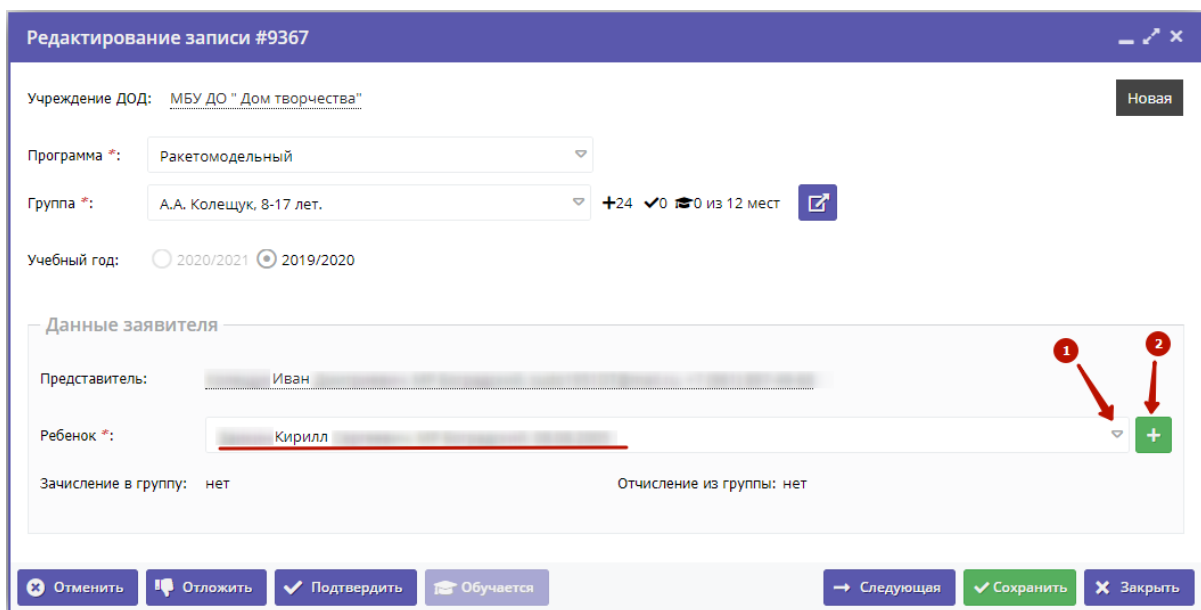 Редактирование записи #9367
Учреждение ДОД: МБУ ДО " Дом творчества"
Новая
Программа *: Ракетомодельный
Группа *: А.А. Колещук, 8-17 лет. +24 0 0 из 12 мест
Учебный год: 2020/2021 2019/2020
Данные заявителя
1 2
Представитель: Иван
Ребенок *: Кирилл
Зачисление в группу: нет Отчисление из группы: нет
Отменить Отложить Подтвердить Обучается Следующая Сохранить Закрыть